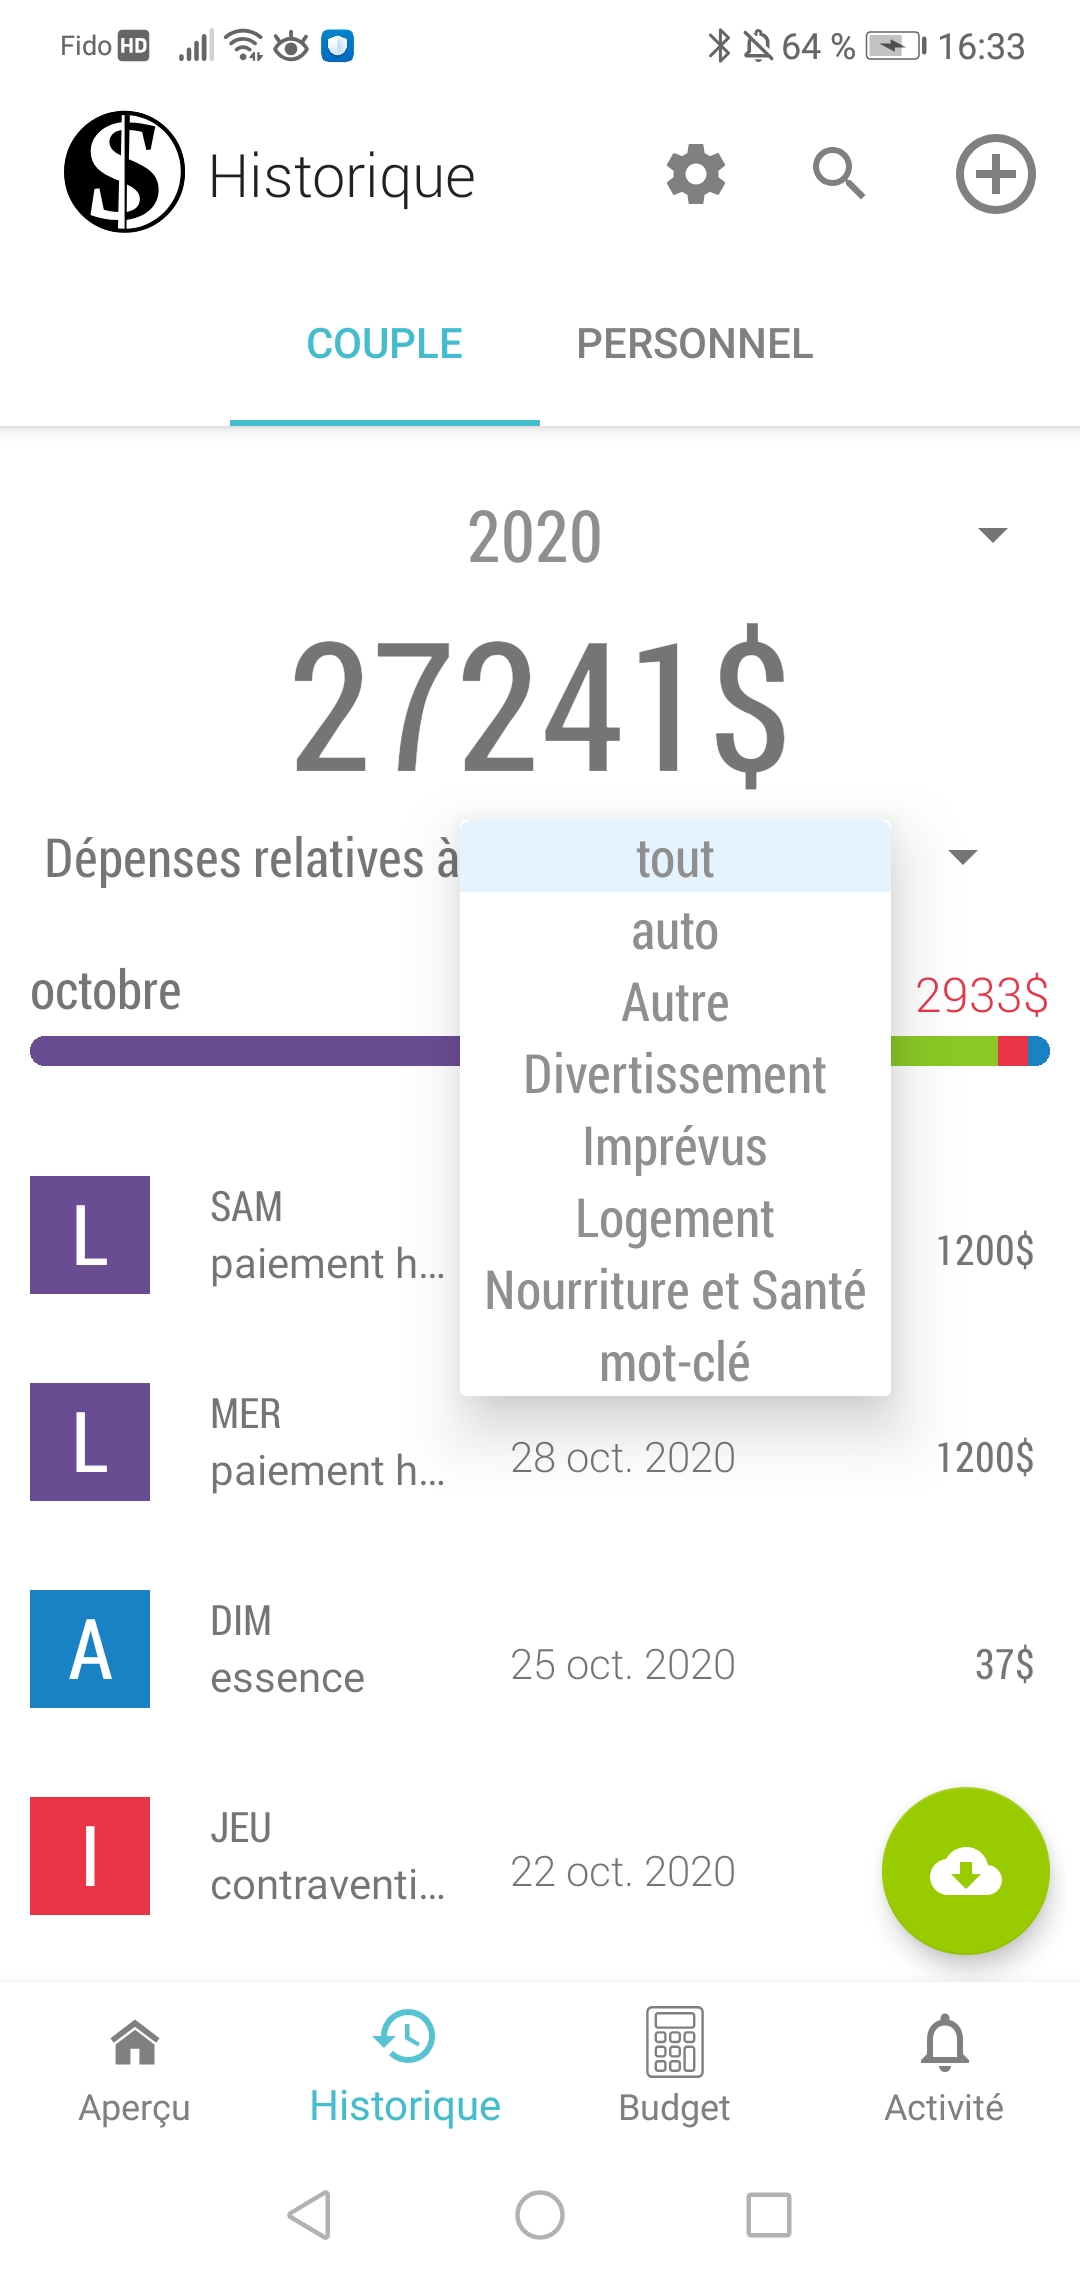 Fido HD 64 % 16:33
$ Historique
COUPLE PERSONNEL
2020
27241$
Dépenses relatives à tout
auto
octobre 2933$
Autre
Divertissement
Imprévus
Logement
Nourriture et Santé
mot-clé
L SAM
paiement h... 1200$
L MER
paiement h... 28 oct. 2020 1200$
A DIM
essence 25 oct. 2020 37$
I JEU
contraventi... 22 oct. 2020
Aperçu Historique Budget Activité